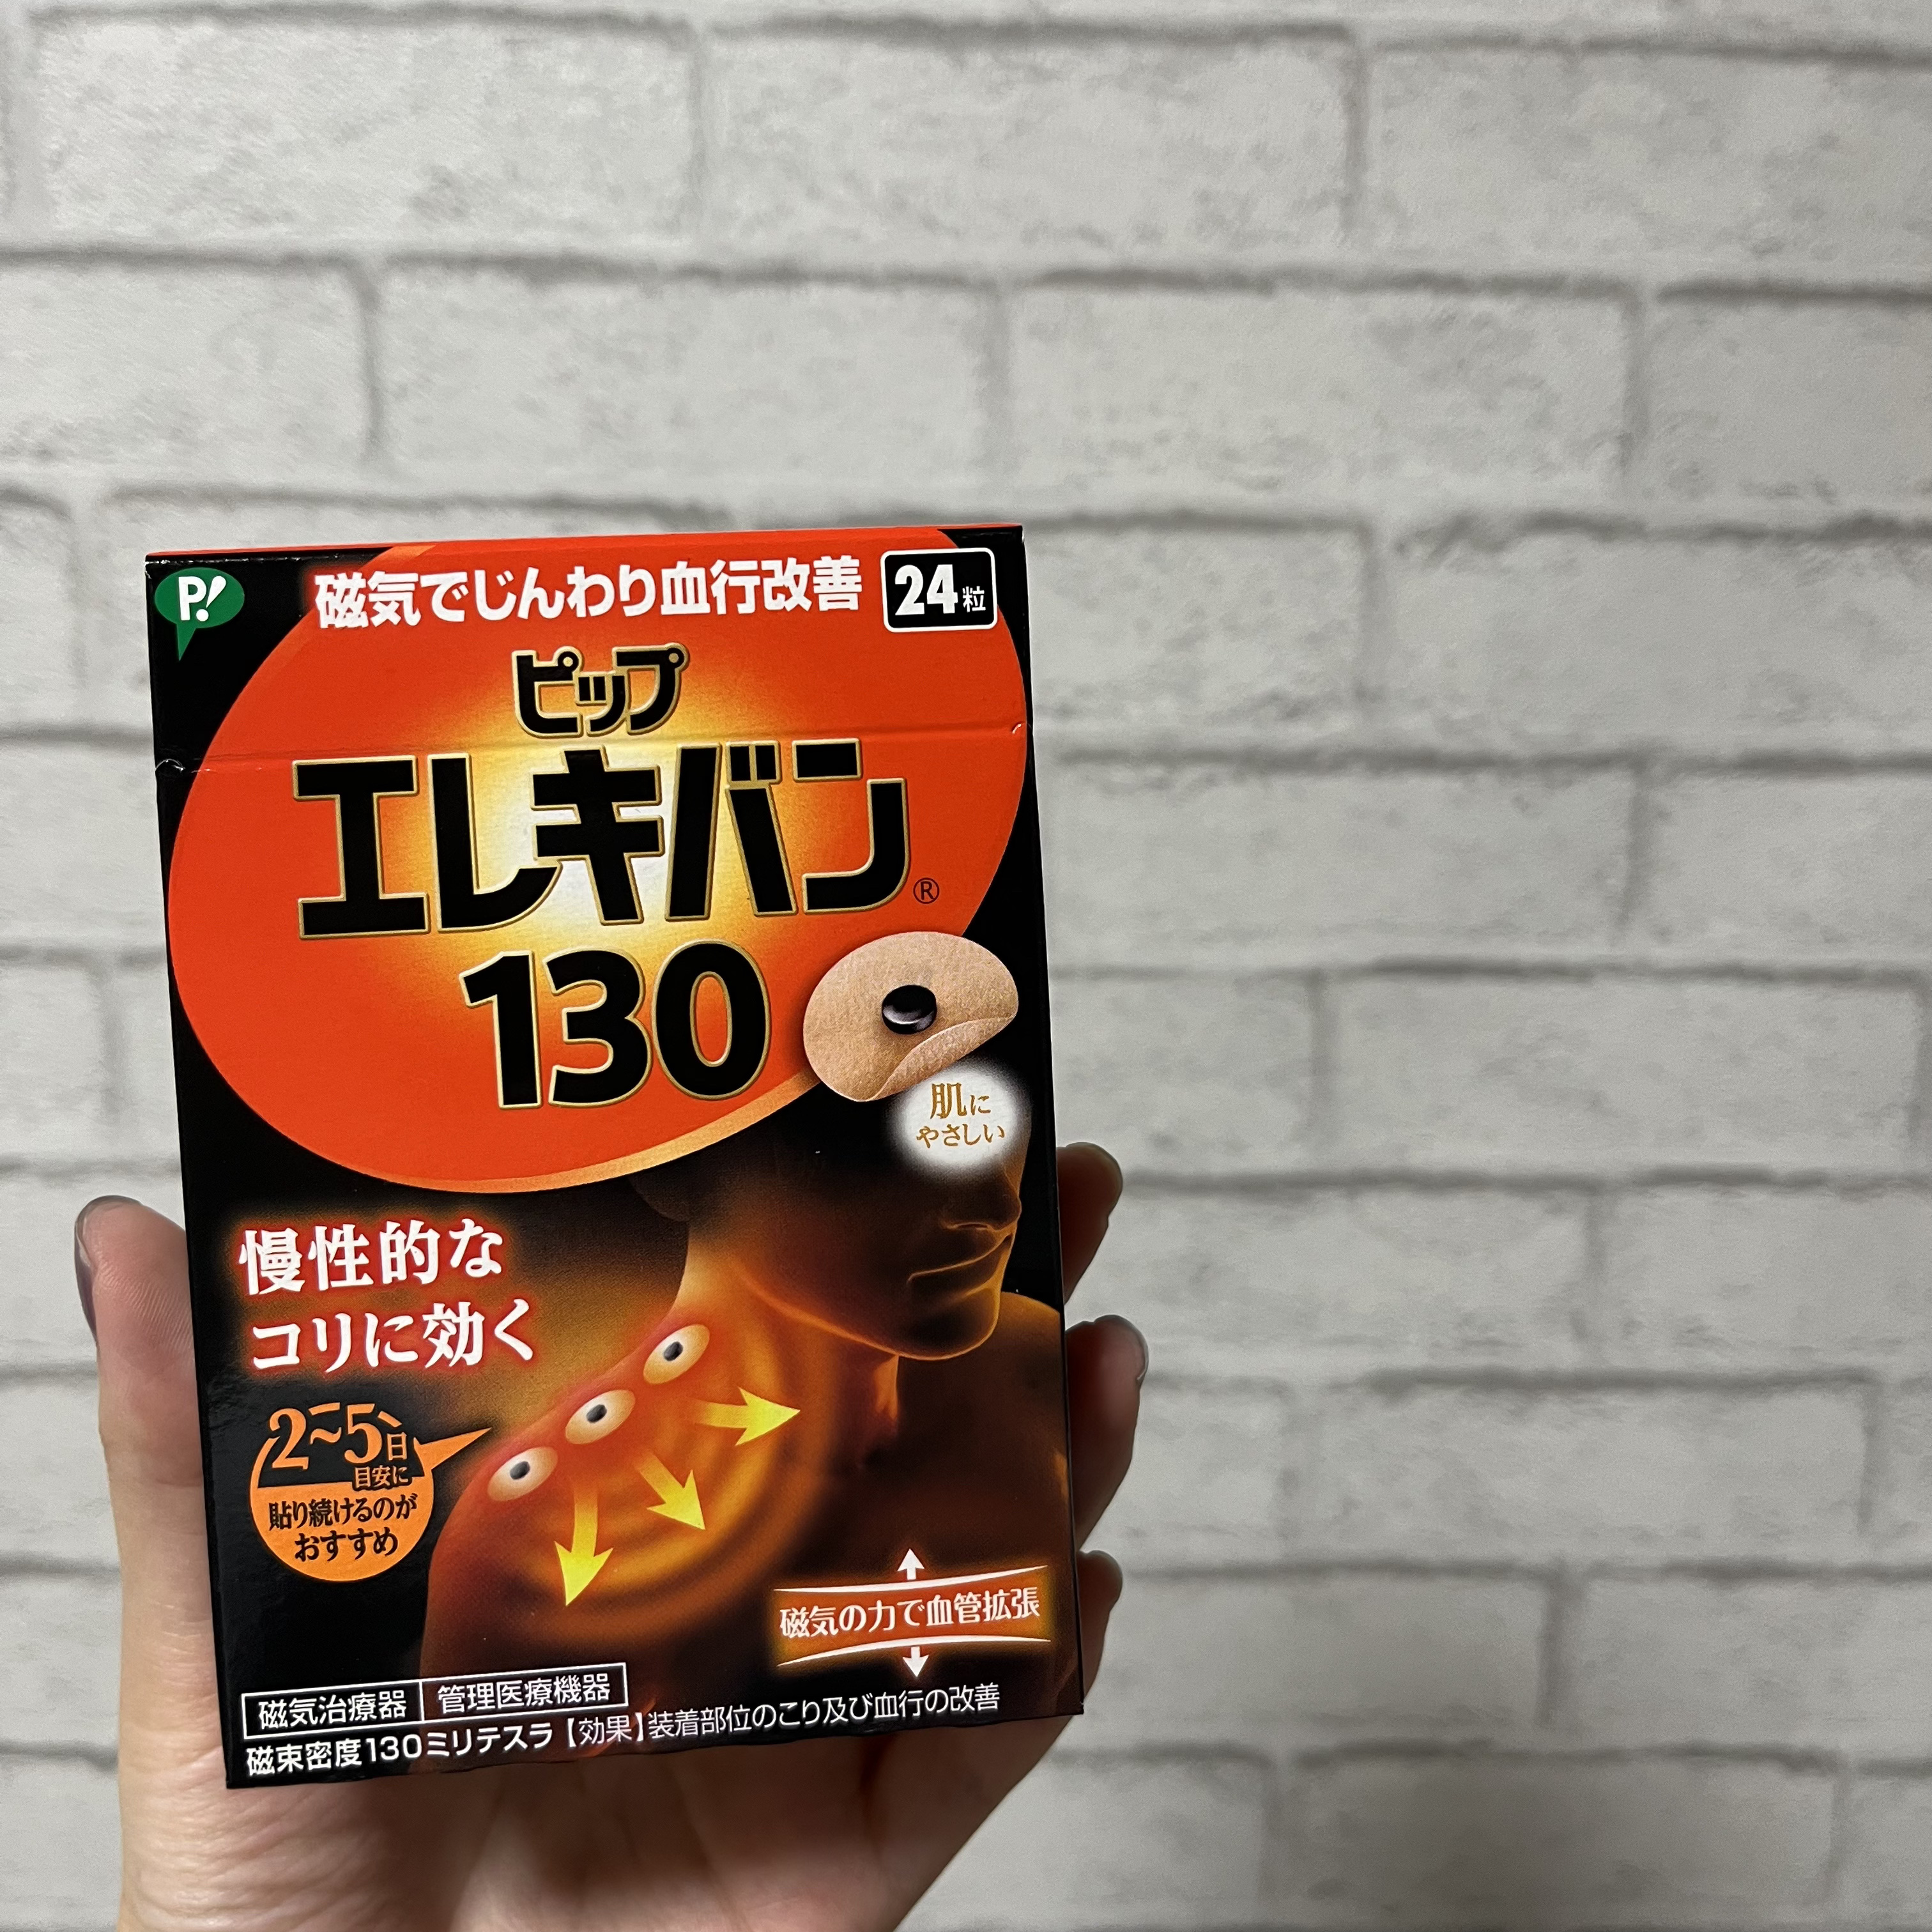 P!
磁気でじんわり血行改善
24粒
ピップ
エレキバン®
130
肌に
やさしい
慢性的な
コリに効く
2~5日
目安に
貼り続けるのが
おすすめ
磁気の力で血管拡張
磁気治療器 管理医療機器
磁束密度130ミリテスラ【効果】装着部位のこり及び血行の改善